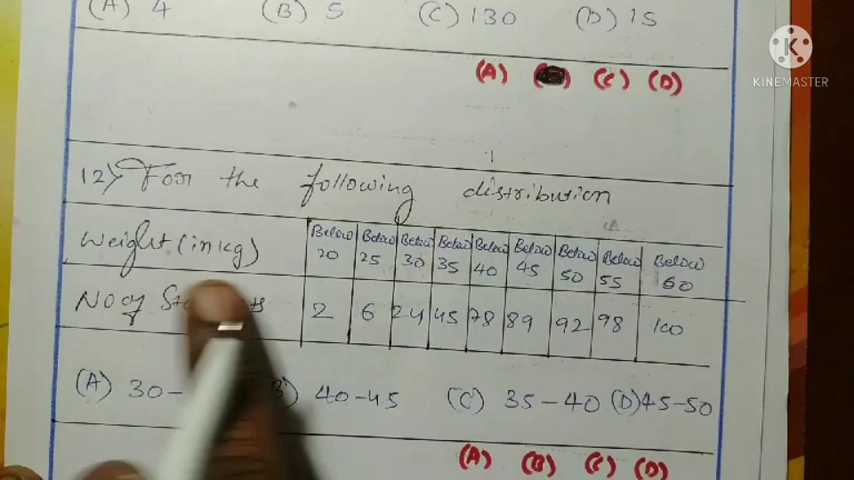 (A) 4 (B) 5 (C) 130 (D) 15
(A) (C) (D)
KINEMASTER
12) For the following distribution
Weight (in kg) Below 20 Below 25 Below 30 Below 35 Below 40 Below 45 Below 50 Below 55 Below 60
No of 2 6 24 45 78 89 92 98 100
(A) 30- B) 40-45 (C) 35-40 (D) 45-50
(A) (B) (C) (D)